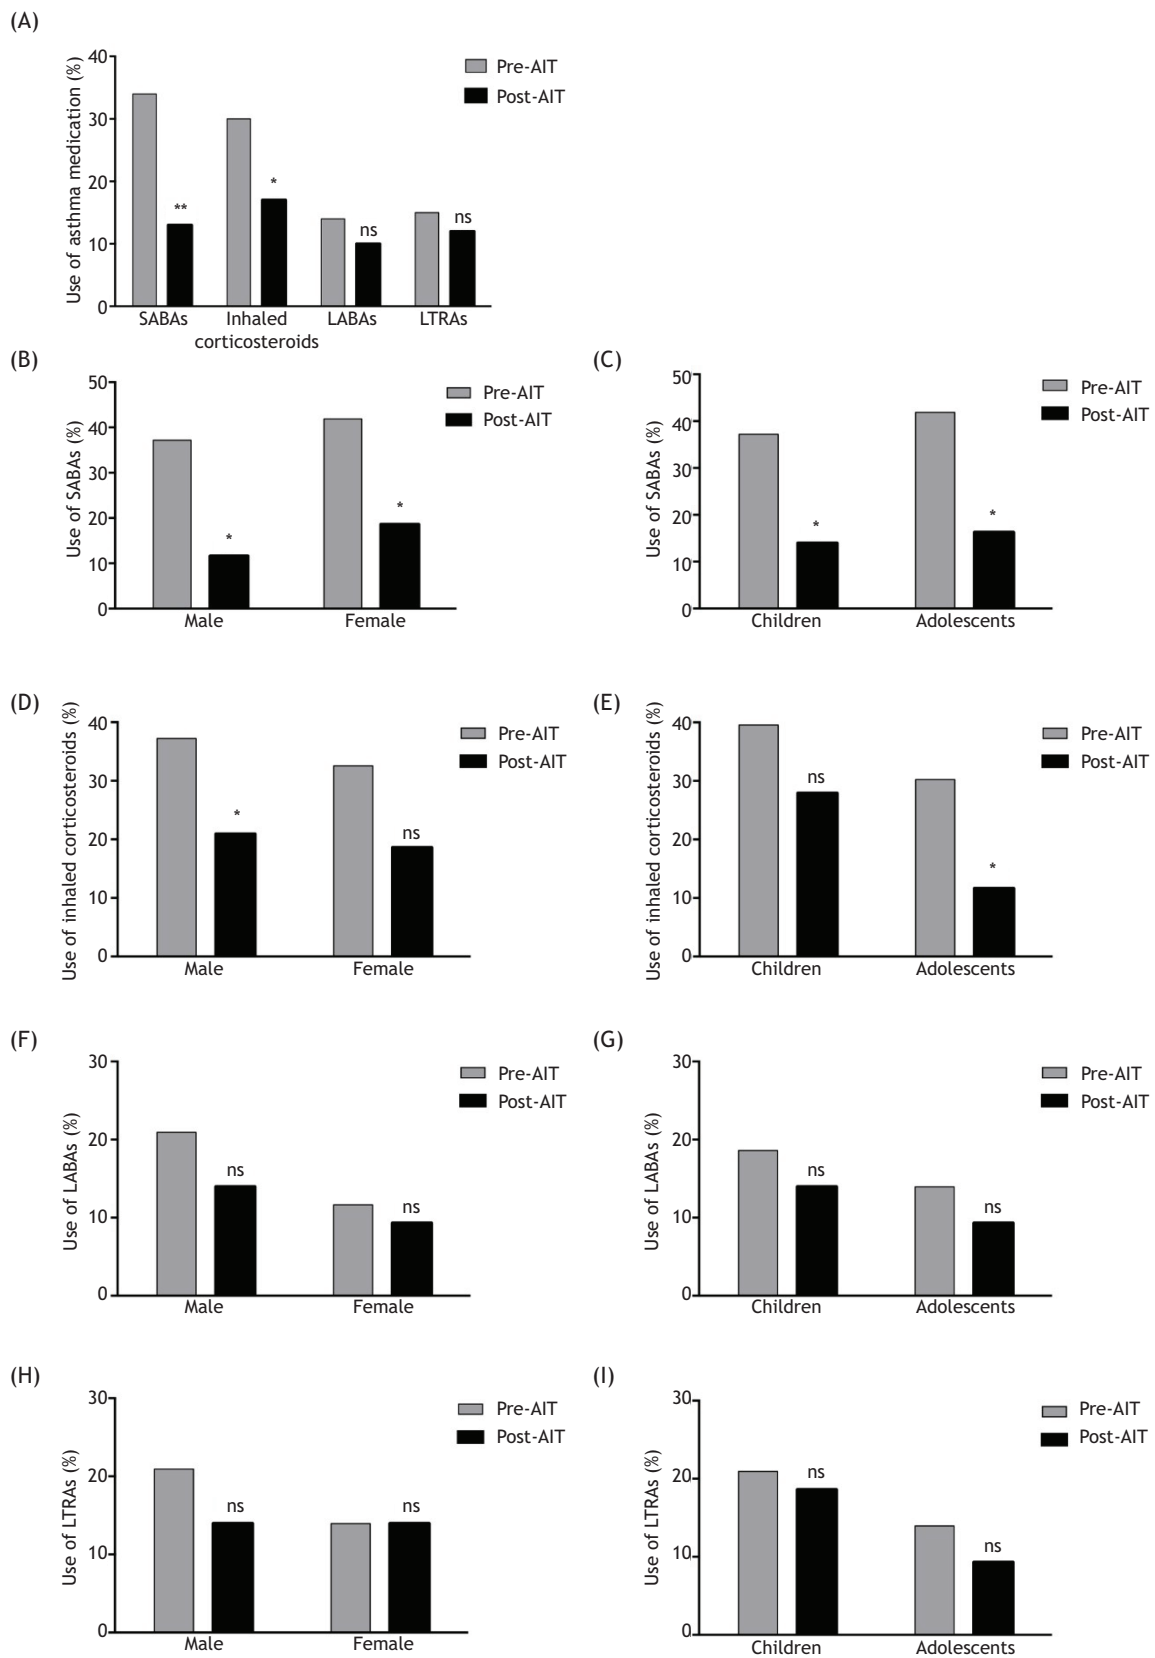 (A)
Use of asthma medication (%)
40
30
20
10
0
Pre-AIT
Post-AIT
**
*
ns
ns
SABAs
Inhaled
corticosteroids
LABAs
LTRAs
(B)
Use of SABAs (%)
50
40
30
20
10
0
Pre-AIT
Post-AIT
*
*
Male
Female
(C)
Use of SABAs (%)
50
40
30
20
10
0
Pre-AIT
Post-AIT
*
*
Children
Adolescents
(D)
Use of inhaled corticosteroids (%)
40
30
20
10
0
Pre-AIT
Post-AIT
*
ns
Male
Female
(E)
Use of inhaled corticosteroids (%)
40
30
20
10
0
Pre-AIT
Post-AIT
ns
*
Children
Adolescents
(F)
Use of LABAs (%)
30
20
10
0
Pre-AIT
Post-AIT
ns
ns
Male
Female
(G)
Use of LABAs (%)
30
20
10
0
Pre-AIT
Post-AIT
ns
ns
Children
Adolescents
(H)
Use of LTRAs (%)
30
20
10
0
Pre-AIT
Post-AIT
ns
ns
Male
Female
(I)
Use of LTRAs (%)
30
20
10
0
Pre-AIT
Post-AIT
ns
ns
Children
Adolescents